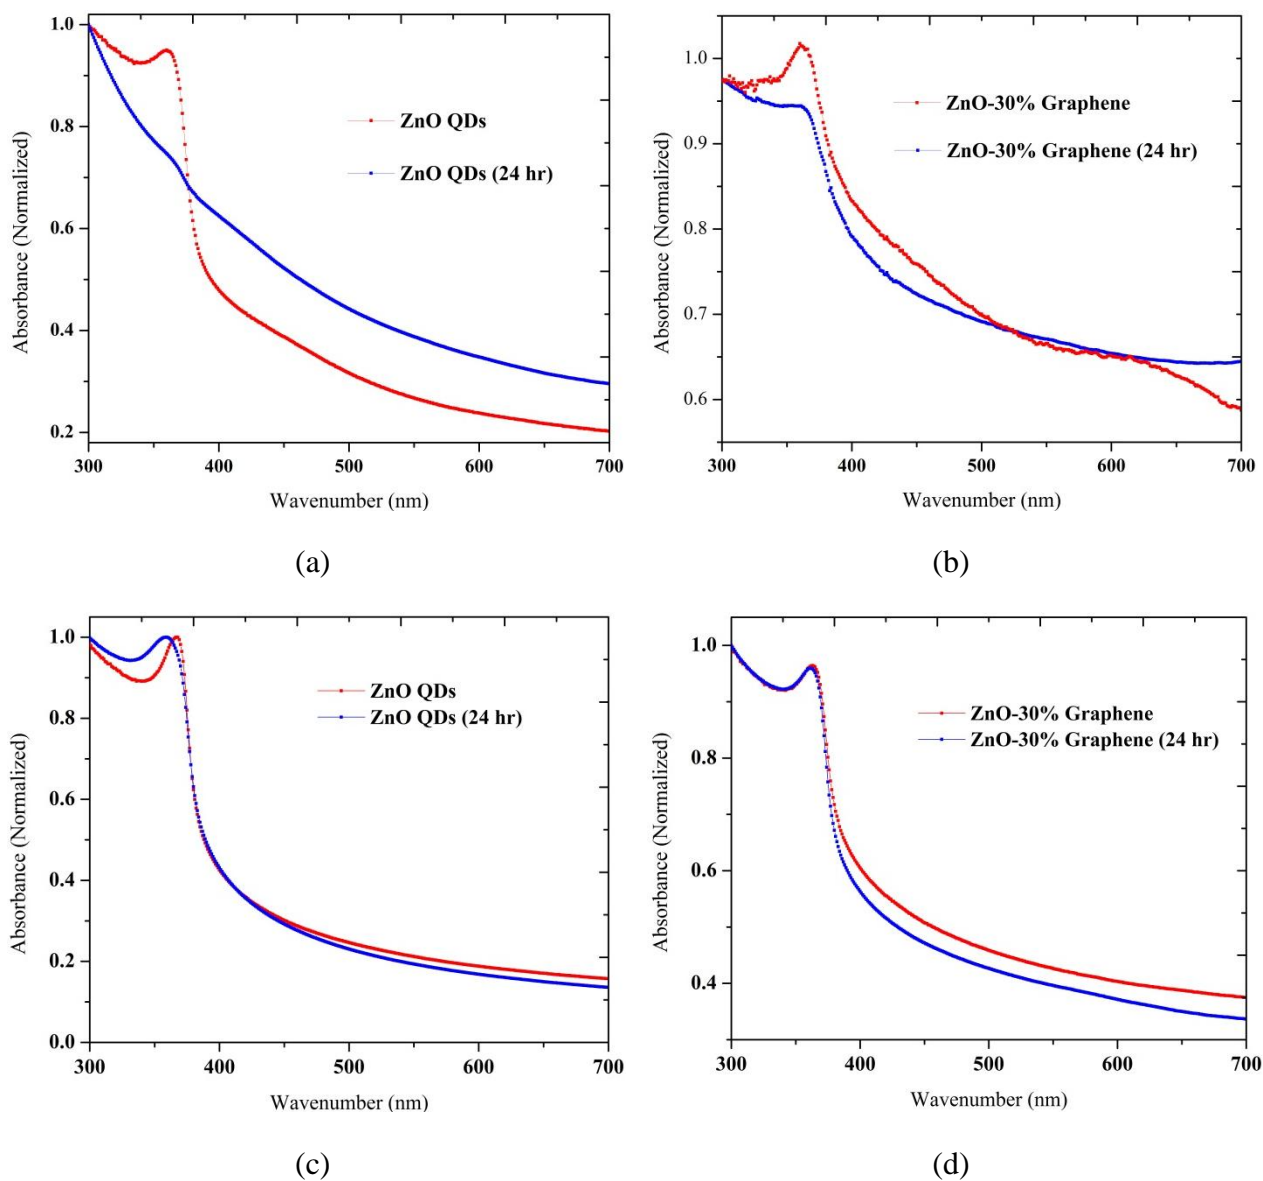 1.0
0.8
0.6
0.4
0.2
300
400
500
600
700
Absorbance (Normalized)
Wavenumber (nm)
ZnO QDs
ZnO QDs (24 hr)
(a)
1.0
0.9
0.8
0.7
0.6
300
400
500
600
700
Absorbance (Normalized)
Wavenumber (nm)
ZnO-30% Graphene
ZnO-30% Graphene (24 hr)
(b)
1.0
0.8
0.6
0.4
0.2
0.0
300
400
500
600
700
Absorbance (Normalized)
Wavenumber (nm)
ZnO QDs
ZnO QDs (24 hr)
(c)
1.0
0.8
0.6
0.4
300
400
500
600
700
Absorbance (Normalized)
Wavenumber (nm)
ZnO-30% Graphene
ZnO-30% Graphene (24 hr)
(d)